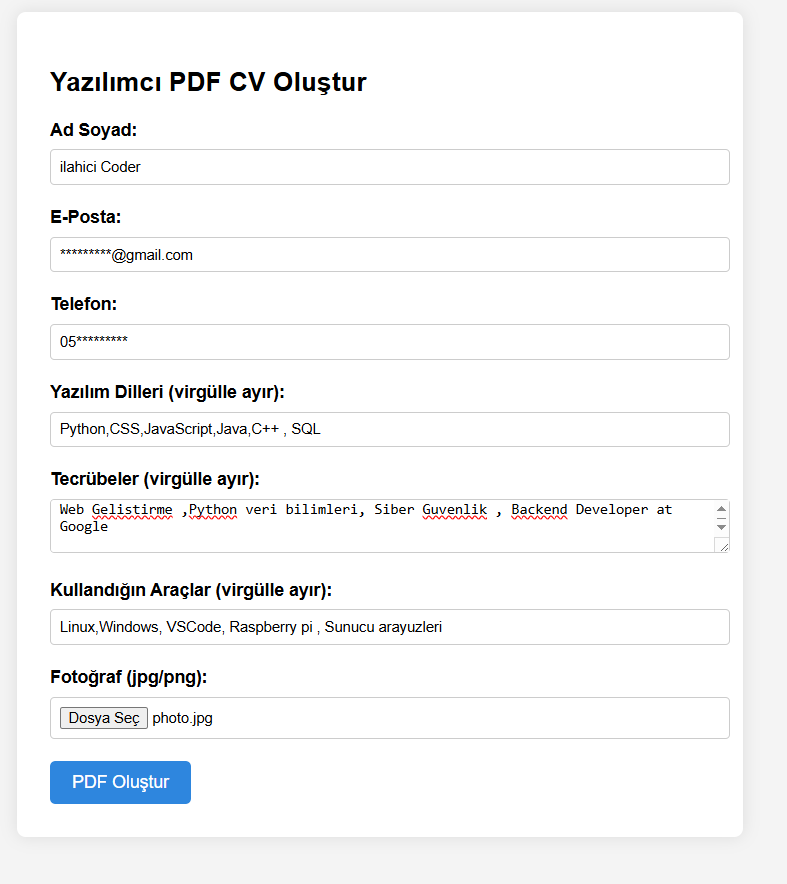 Yazılımcı PDF CV Oluştur
Ad Soyad:
ilahici Coder
E-Posta:
*********@gmail.com
Telefon:
05*********
Yazılım Dilleri (virgülle ayır):
Python,CSS,JavaScript,Java,C++ , SQL
Tecrübeler (virgülle ayır):
Web Gelistirme ,Python veri bilimleri, Siber Guvenlik , Backend Developer at
Google
Kullandığın Araçlar (virgülle ayır):
Linux,Windows, VSCode, Raspberry pi , Sunucu arayuzleri
Fotoğraf (jpg/png):
Dosya Seç photo.jpg
PDF Oluştur